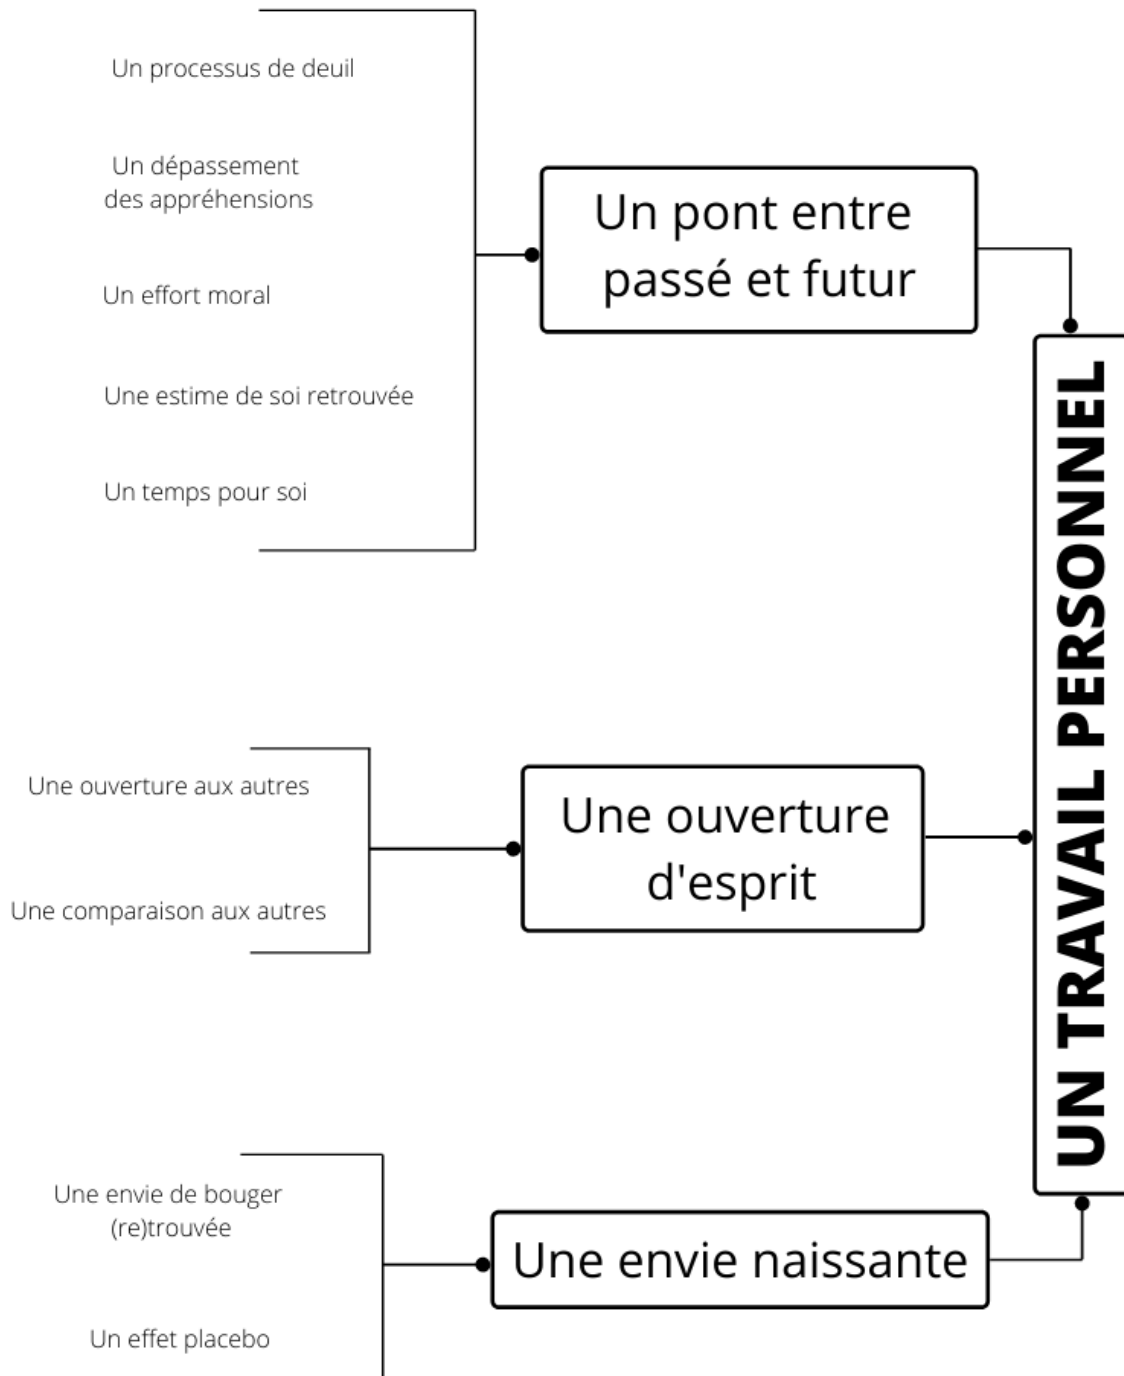 Un processus de deuil
Un dépassement
des appréhensions
Un effort moral
Une estime de soi retrouvée
Un temps pour soi
Un pont entre
passé et futur
Une ouverture aux autres
Une comparaison aux autres
Une ouverture
d'esprit
Une envie de bouger
(re)trouvée
Un effet placebo
Une envie naissante
UN TRAVAIL PERSONNEL